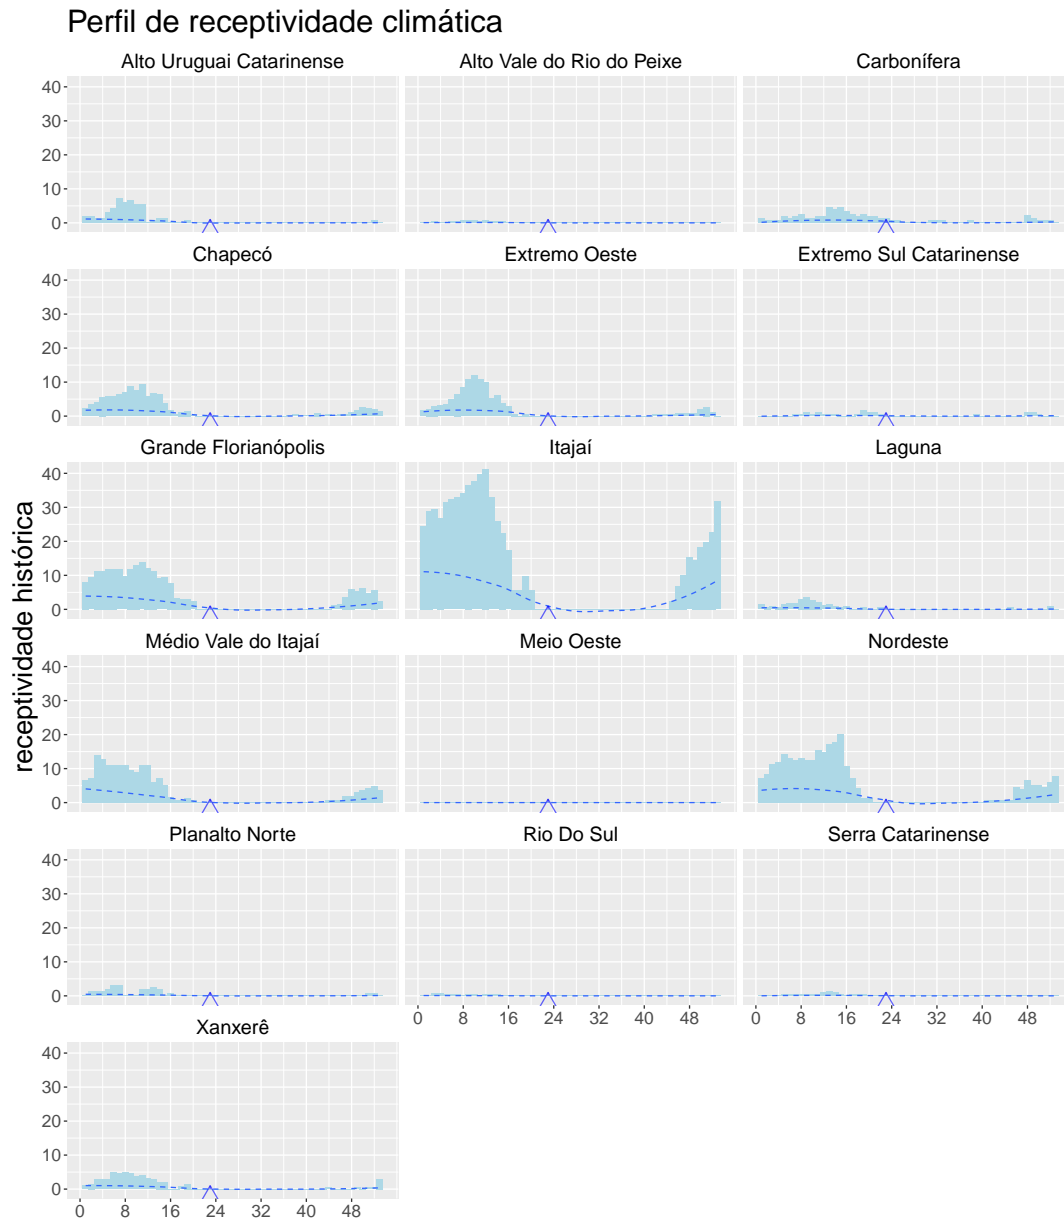 Perfil de receptividade climática
Alto Uruguai Catarinense
Alto Vale do Rio do Peixe
Carbonífera
40
30
20
10
0
Chapecó
Extremo Oeste
Extremo Sul Catarinense
40
30
20
10
0
Grande Florianópolis
Itajaí
Laguna
40
30
20
10
0
receptividade histórica
Médio Vale do Itajaí
Meio Oeste
Nordeste
40
30
20
10
0
Planalto Norte
Rio Do Sul
Serra Catarinense
40
30
20
10
0
0 8 16 24 32 40 48
0 8 16 24 32 40 48
Xanxerê
40
30
20
10
0
0 8 16 24 32 40 48